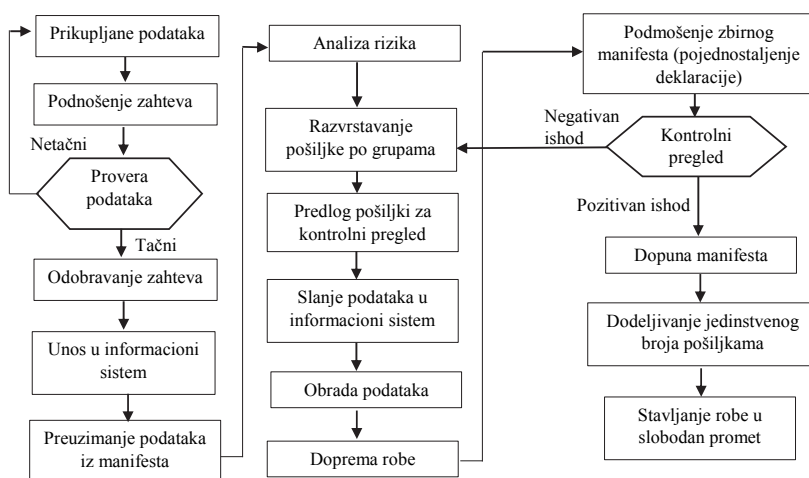 Prikupljane podataka
Podnošenje zahteva
Netačni
Provera
podataka
Tačni
Odobravanje zahteva
Unos u informacioni
sistem
Preuzimanje podataka
iz manifesta
Analiza rizika
Razvrstavanje
pošiljke po grupama
Predlog pošiljki za
kontrolni pregled
Slanje podataka u
informacioni sistem
Obrada podataka
Doprema robe
Podmošenje zbirnog
manifesta (pojednostaljenje
deklaracije)
Negativan
ishod
Kontrolni
pregled
Pozitivan ishod
Dopuna manifesta
Dodeljivanje jedinstvenog
broja pošiljkama
Stavljanje robe u
slobodan promet